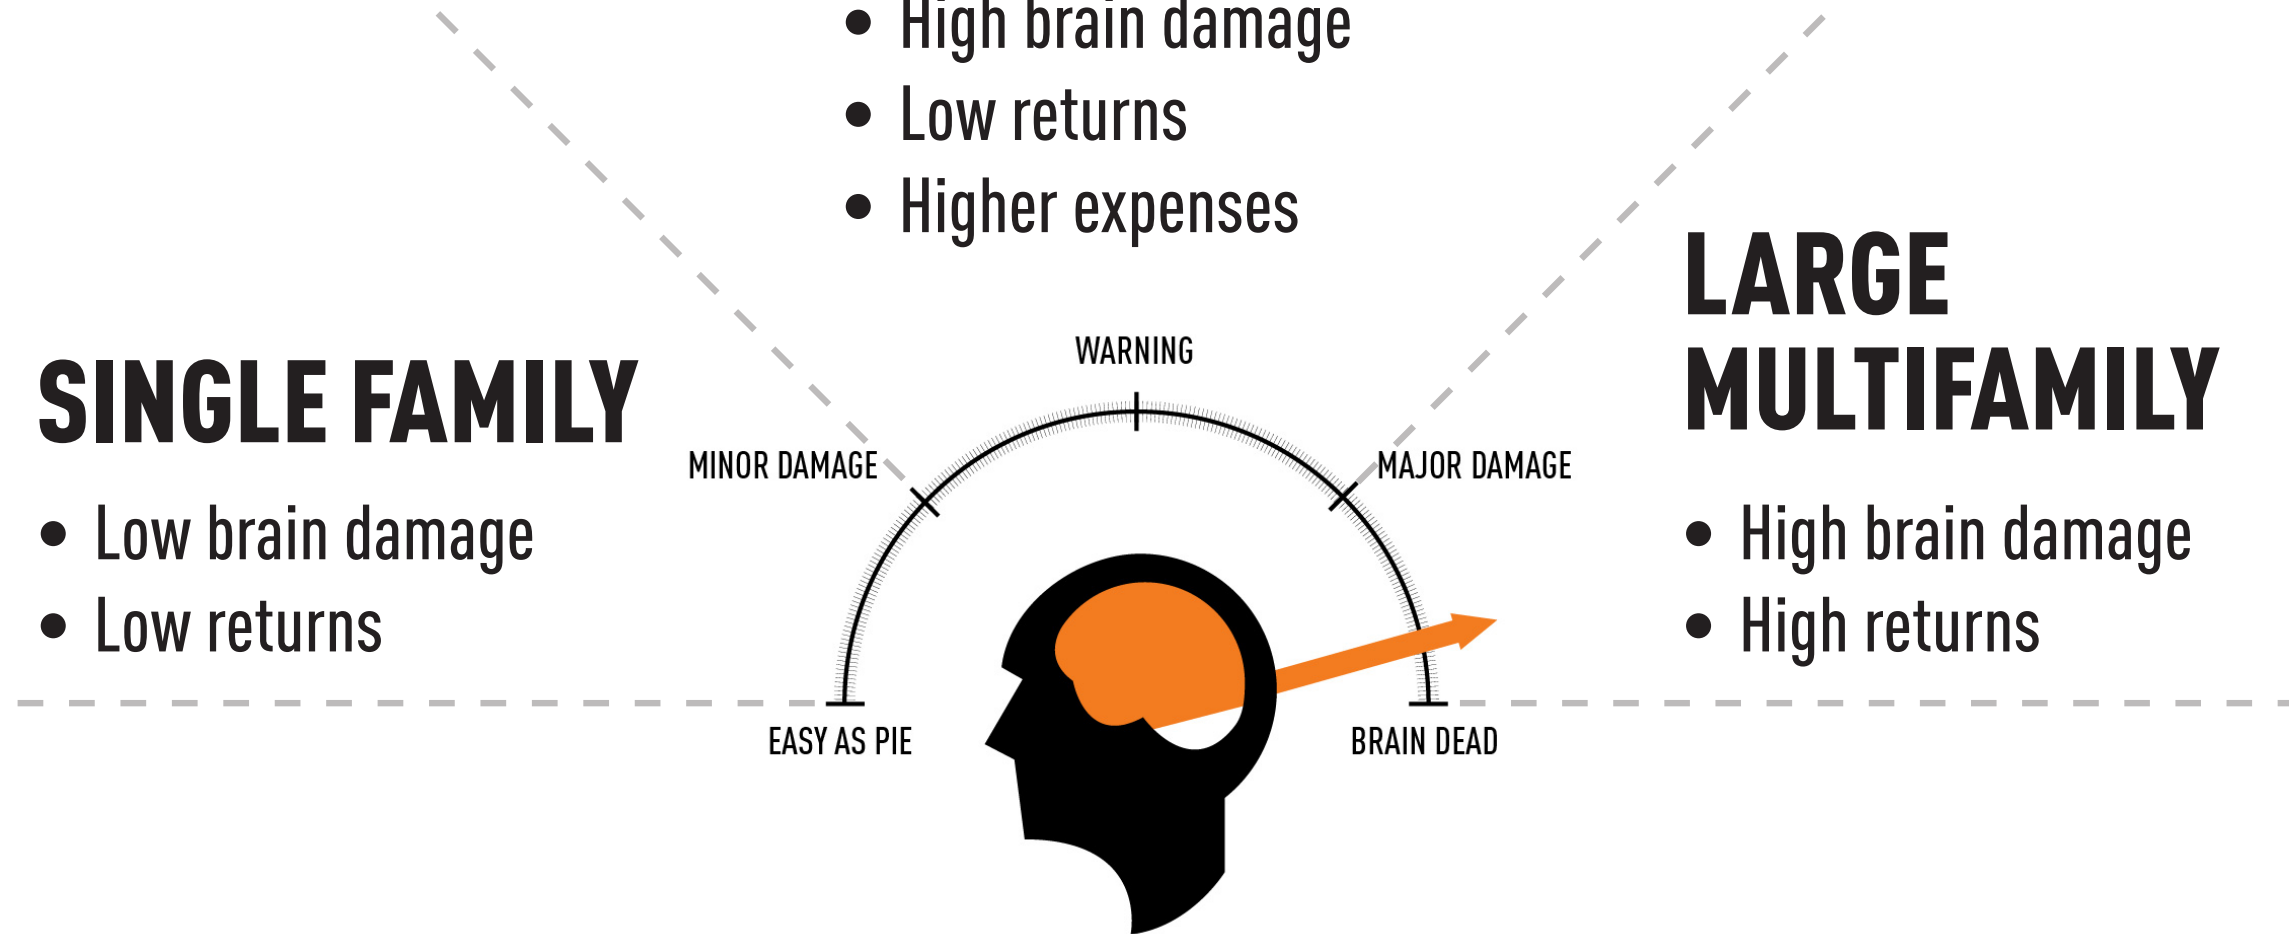 • High brain damage
• Low returns
• Higher expenses
LARGE
MULTIFAMILY
• High brain damage
• High returns
SINGLE FAMILY
• Low brain damage
• Low returns
WARNING
MINOR DAMAGE
MAJOR DAMAGE
EASY AS PIE
BRAIN DEAD